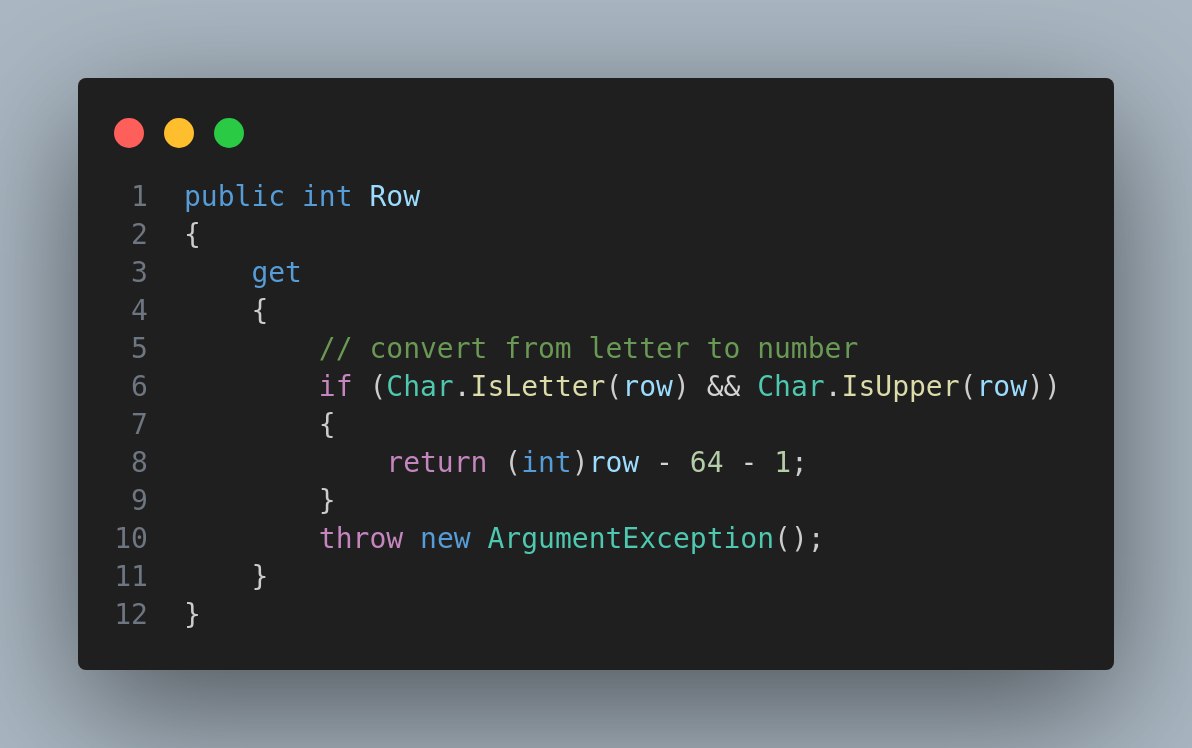 1 public int Row
2 {
3     get
4     {
5         // convert from letter to number
6         if (Char.IsLetter(row) && Char.IsUpper(row))
7         {
8             return (int)row - 64 - 1;
9         }
10         throw new ArgumentException();
11     }
12 }